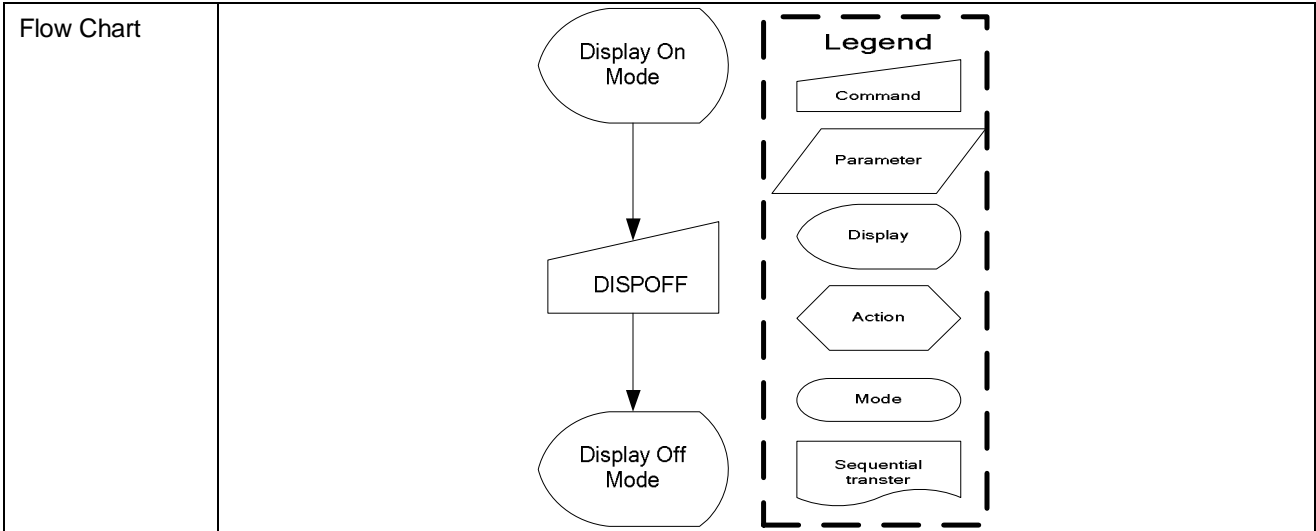 Flow Chart
Display On
Mode
DISPOFF
Display Off
Mode
Legend
Command
Parameter
Display
Action
Mode
Sequential
transter